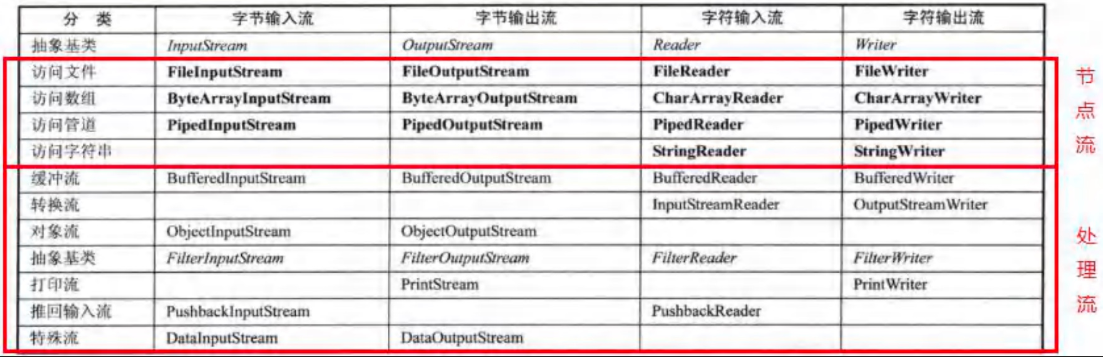 分 类 字节输入流 字节输出流 字符输入流 字符输出流
抽象基类 InputStream OutputStream Reader Writer
访问文件 FileInputStream FileOutputStream FileReader FileWriter
访问数组 ByteArrayInputStream ByteArrayOutputStream CharArrayReader CharArrayWriter
访问管道 PipedInputStream PipedOutputStream PipedReader PipedWriter
访问字符串 StringReader StringWriter
缓冲流 BufferedInputStream BufferedOutputStream BufferedReader BufferedWriter
转换流 InputStreamReader OutputStreamWriter
对象流 ObjectInputStream ObjectOutputStream
抽象基类 FilterInputStream FilterOutputStream FilterReader FilterWriter
打印流 PrintStream PrintWriter
推回输入流 PushbackInputStream PushbackReader
特殊流 DataInputStream DataOutputStream
节点流
处理流